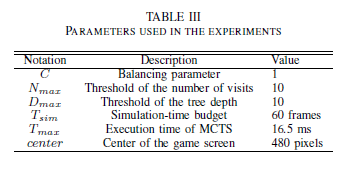 TABLE III
PARAMETERS USED IN THE EXPERIMENTS
Notation Description Value
C Balancing parameter 1
Nmax Threshold of the number of visits 10
Dmax Threshold of the tree depth 10
Tsim Simulation-time budget 60 frames
Tmax Execution time of MCTS 16.5 ms
center Center of the game screen 480 pixels